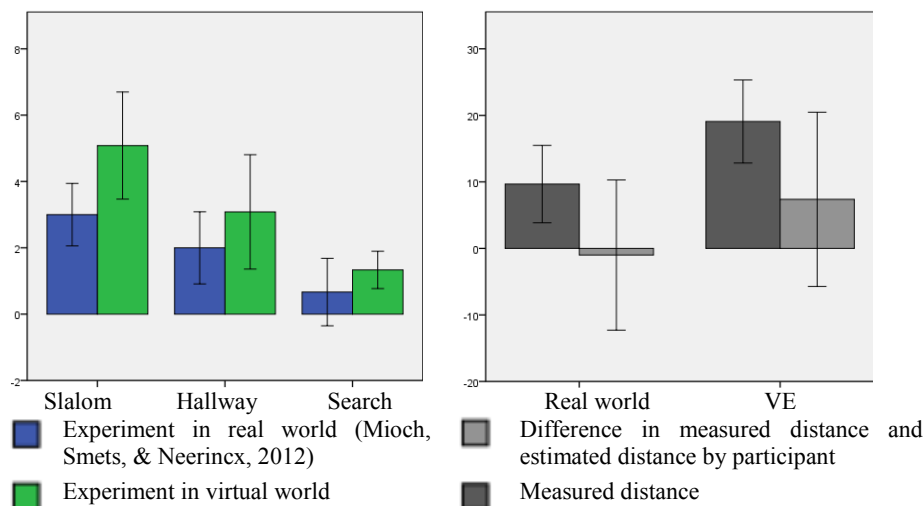 8
6
4
2
0
-2
Slalom Hallway Search
30
20
10
0
-10
-20
Real world VE
Experiment in real world (Mioch,
Smets, & Neerincx, 2012)
Experiment in virtual world
Difference in measured distance and
estimated distance by participant
Measured distance